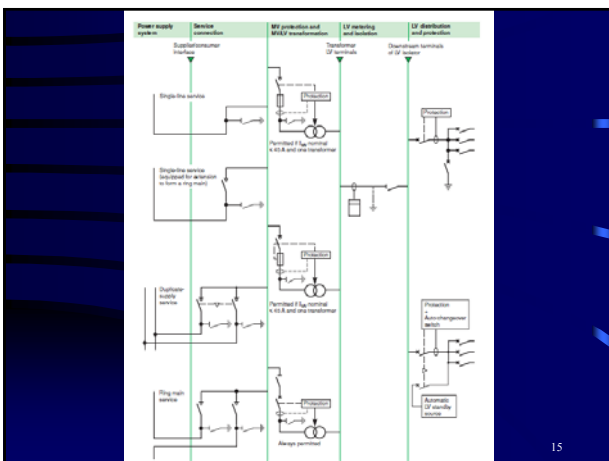 Power supply
system
Service
connection
MV protection and
MV/LV transformation
LV metering
and isolation
LV distribution
and protection
Supplier/consumer
interface
Transformer
LV terminals
Downstream terminals
of LV isolator
Single-line service
Protection
Permitted if
nominal
and one transformer
Protection
Single-line service
(equipped for extension
to form a ring main)
Protection
Permitted if
nominal
and one transformer
Duplicate-
supply
service
Protection
+
Auto-changeover
switch
Automatic
LV standby
source
Ring main
service
Protection
Always permitted
15